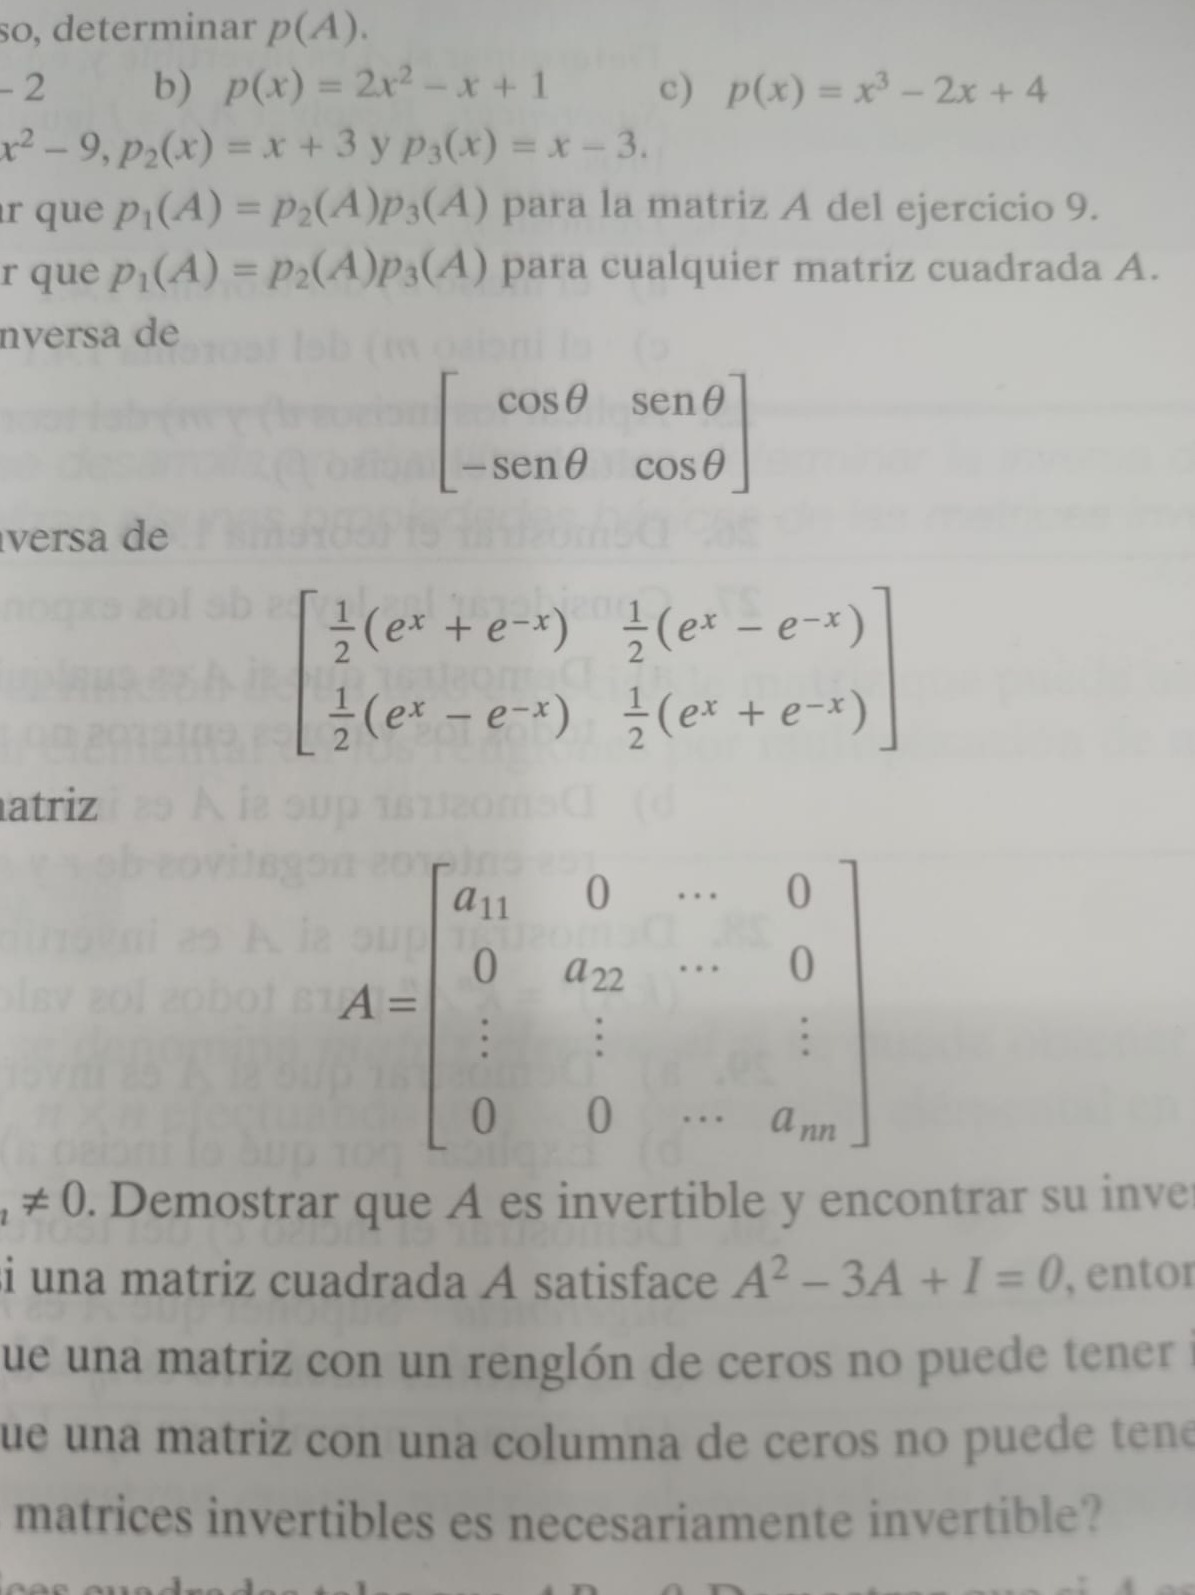 so, determinar p(A).
– 2 b) p(x) = 2x² – x + 1 c) p(x) = x³ – 2x + 4
x² – 9, p₂(x) = x + 3 y p₃(x) = x – 3.
ar que p₁(A) = p₂(A)p₃(A) para la matriz A del ejercicio 9.
r que p₁(A) = p₂(A)p₃(A) para cualquier matriz cuadrada A.
nversa de
[ cos θ sen θ
– sen θ cos θ ]
versa de
[ ½(eˣ + e⁻ˣ) ½(eˣ – e⁻ˣ)
½(eˣ – e⁻ˣ) ½(eˣ + e⁻ˣ) ]
atriz
A = [ a₁₁ 0 ⋯ 0
0 a₂₂ ⋯ 0
⋮ ⋮ ⋮
0 0 ⋯ aₙₙ ]
ₙ ≠ 0. Demostrar que A es invertible y encontrar su inver
i una matriz cuadrada A satisface A² – 3A + I = 0, enton
ue una matriz con un renglón de ceros no puede tener i
ue una matriz con una columna de ceros no puede tene
matrices invertibles es necesariamente invertible?